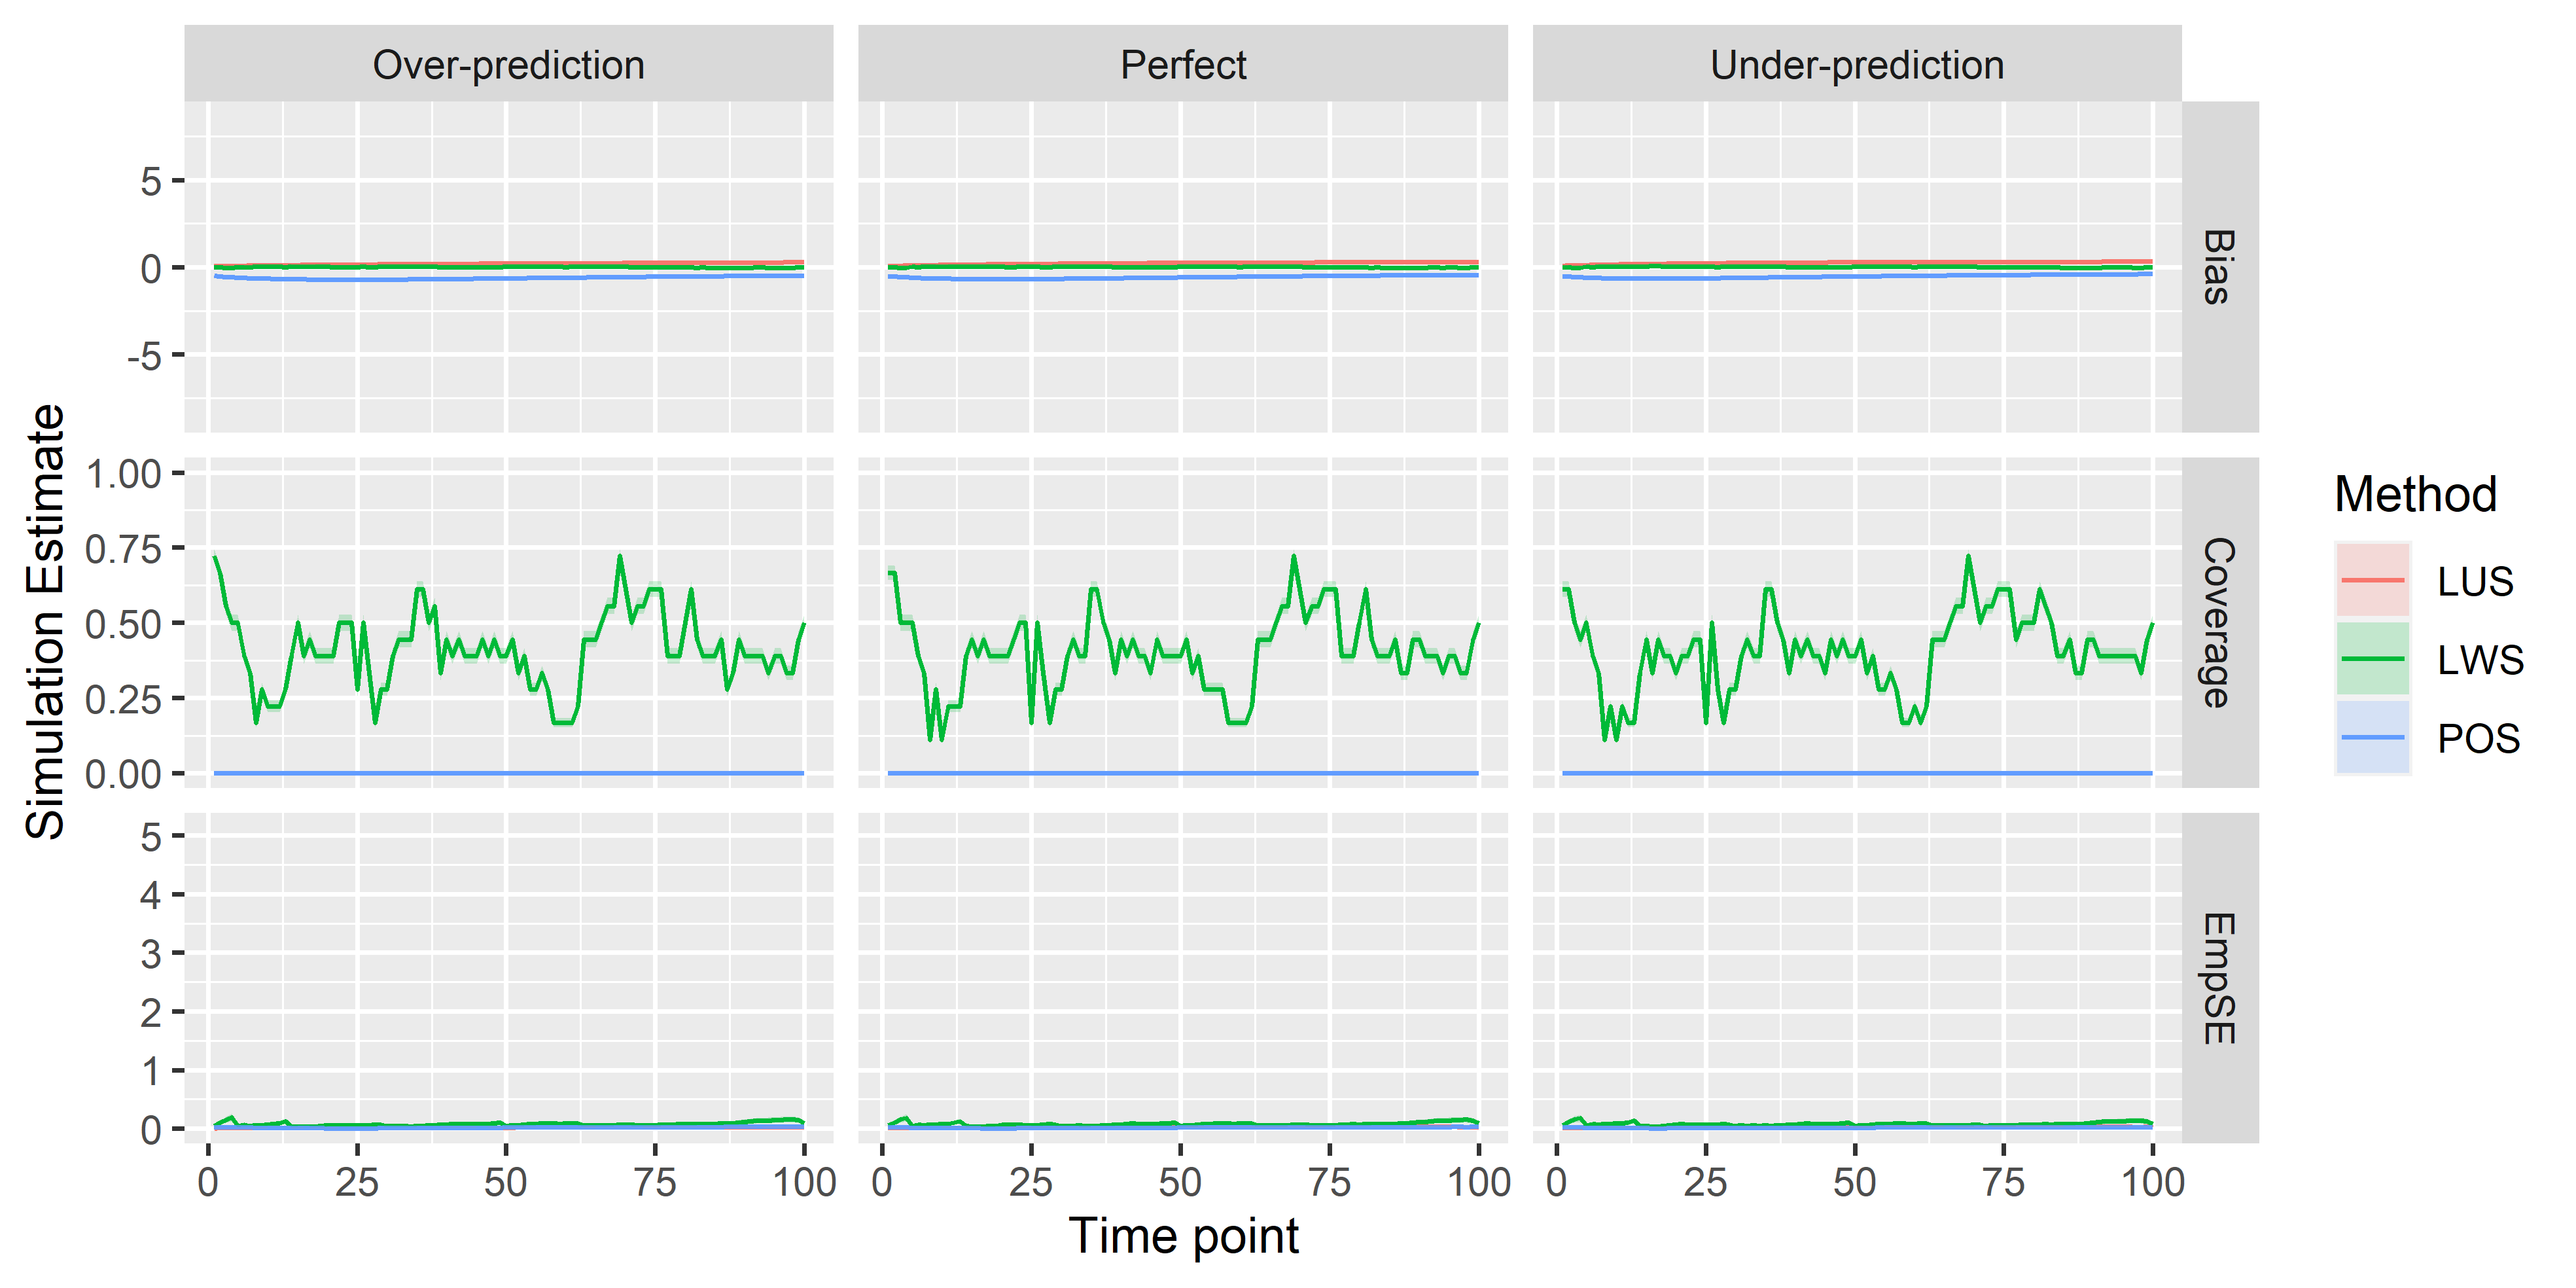 Over-prediction Perfect Under-prediction
5
0
-5
Bias
1.00
0.75
0.50
0.25
0.00
Coverage
5
4
3
2
1
0
EmpSE
0 25 50 75 100 0 25 50 75 100 0 25 50 75 100
Time point
Simulation Estimate
Method
LUS
LWS
POS